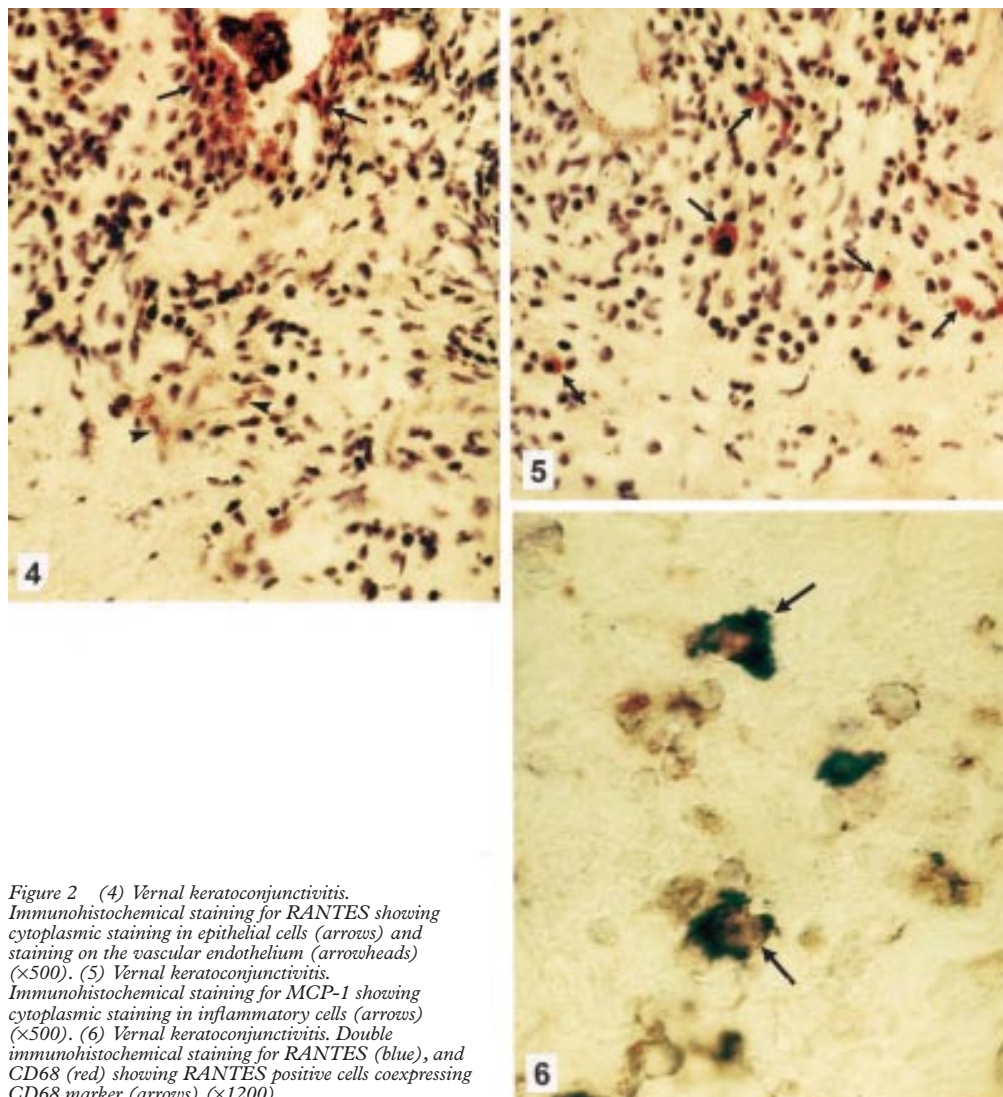 4
5
6
Figure 2 (4) Vernal keratoconjunctivitis.
Immunohistochemical staining for RANTES showing
cytoplasmic staining in epithelial cells (arrows) and
staining on the vascular endothelium (arrowheads)
(×500). (5) Vernal keratoconjunctivitis.
Immunohistochemical staining for MCP-1 showing
cytoplasmic staining in inflammatory cells (arrows)
(×500). (6) Vernal keratoconjunctivitis. Double
immunohistochemical staining for RANTES (blue), and
CD68 (red) showing RANTES positive cells coexpressing
CD68 marker (arrows) (×1200).